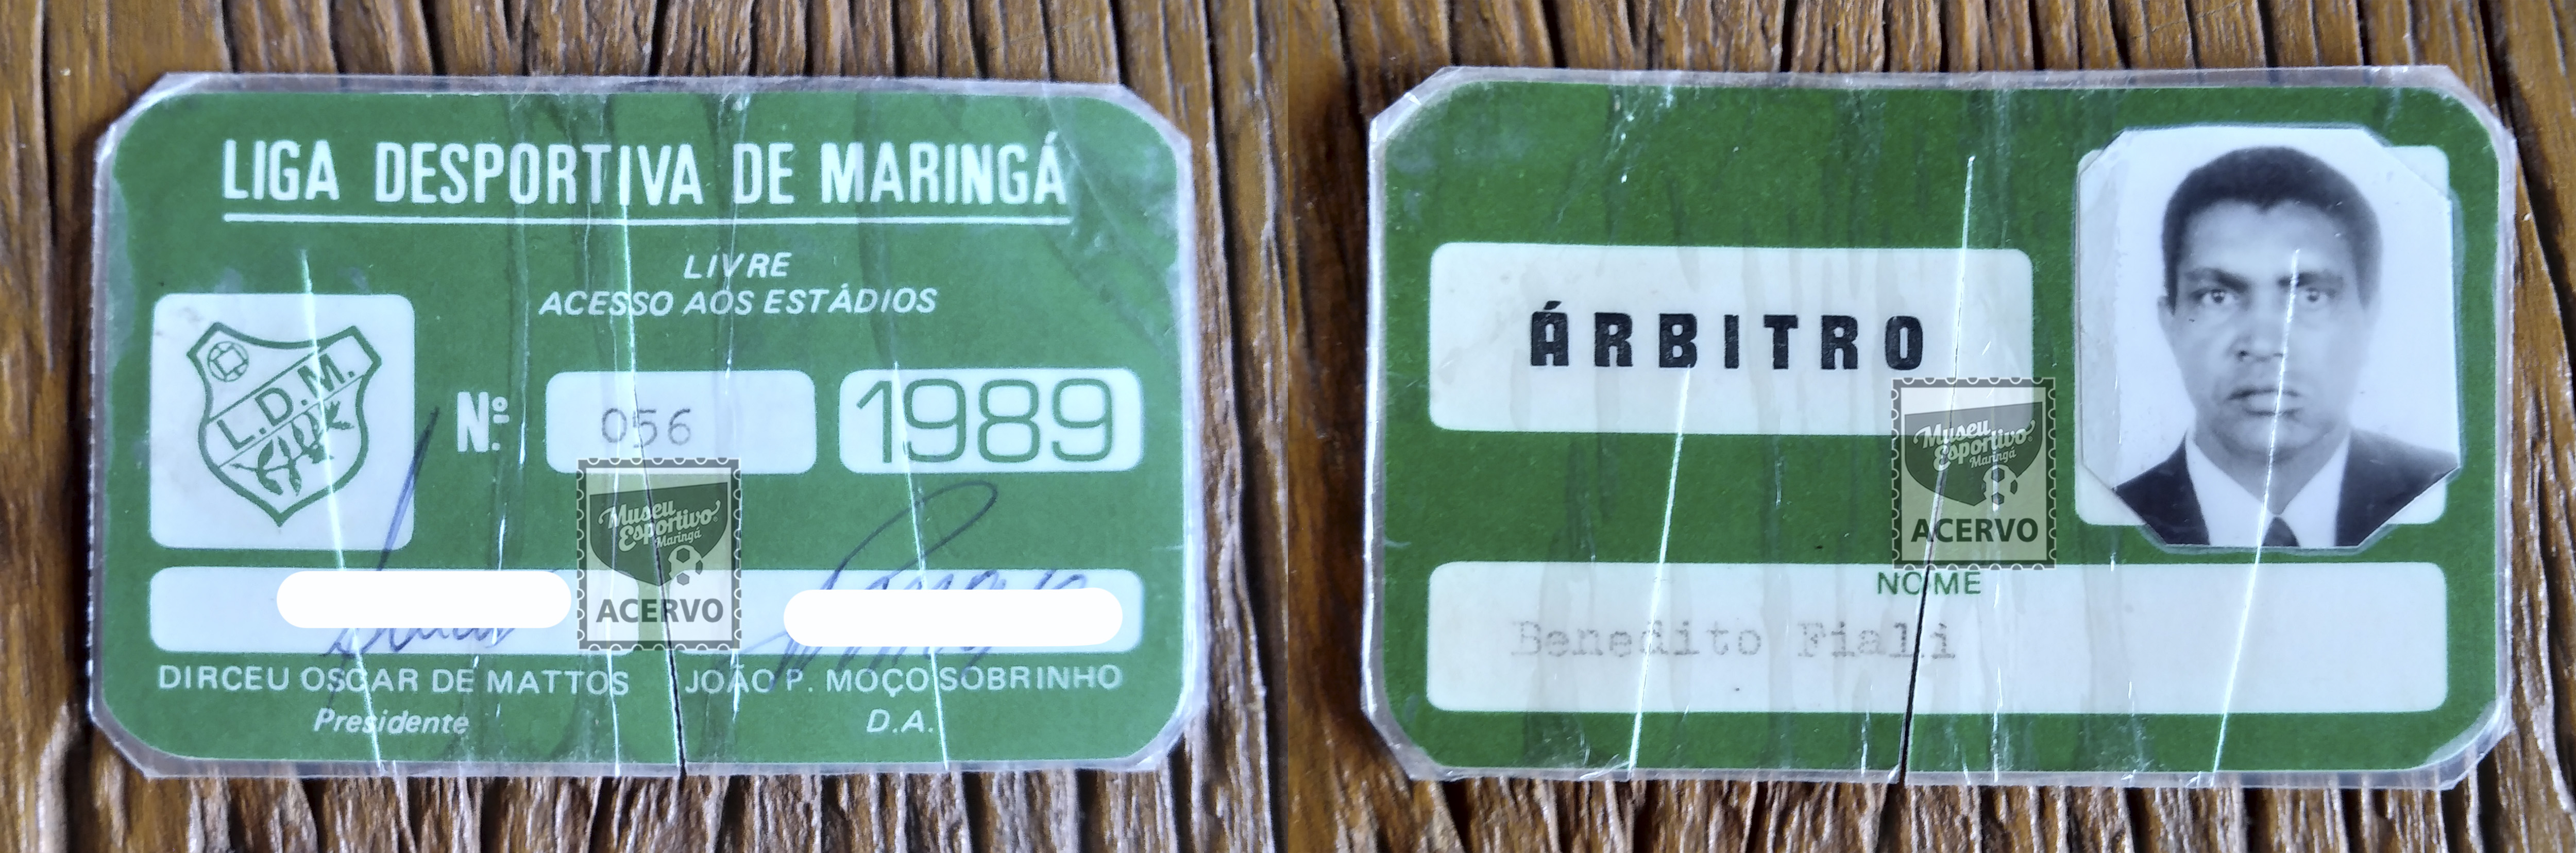 LIGA DESPORTIVA DE MARINGÁ
LIVRE
ACESSO AOS ESTÁDIOS
L.D.M.
Nº 056 1989
Museu
Esportivo
Maringá
ACERVO
DIRCEU OSCAR DE MATTOS JOÃO P. MOÇO SOBRINHO
Presidente D.A.
ÁRBITRO
Museu
Esportivo
Maringá
ACERVO
NOME
Benedito Fiali